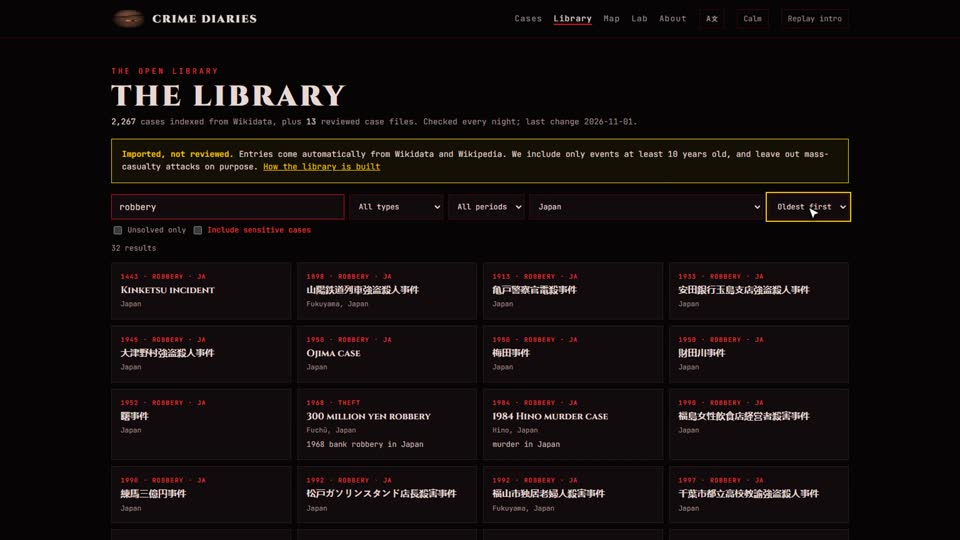 CRIME DIARIES
Cases Library Map Lab About A文 Calm Replay intro
THE OPEN LIBRARY
THE LIBRARY
2,267 cases indexed from Wikidata, plus 13 reviewed case files. Checked every night; last change 2026-11-01.
Imported, not reviewed. Entries come automatically from Wikidata and Wikipedia. We include only events at least 10 years old, and leave out mass-
casualty attacks on purpose. How the library is built
robbery All types All periods Japan Oldest first
Unsolved only Include sensitive cases
32 results
1443 · ROBBERY · JA
KINKETSU INCIDENT
Japan
1898 · ROBBERY · JA
山陽鉄道列車強盗殺人事件
Fukuyama, Japan
1913 · ROBBERY · JA
亀戸警察官電殺事件
Japan
1933 · ROBBERY · JA
安田銀行玉島支店強盗殺人事件
Japan
1945 · ROBBERY · JA
大津野村強盗殺人事件
Japan
1950 · ROBBERY · JA
OJIMA CASE
Japan
1950 · ROBBERY · JA
梅田事件
Japan
1950 · ROBBERY · JA
財田川事件
Japan
1952 · ROBBERY · JA
曙事件
Japan
1968 · THEFT
300 MILLION YEN ROBBERY
Fuchū, Japan
1968 bank robbery in Japan
1984 · ROBBERY · JA
1984 HINO MURDER CASE
Hino, Japan
murder in Japan
1990 · ROBBERY · JA
福島女性飲食店経営者殺害事件
Japan
1990 · ROBBERY · JA
練馬三億円事件
Japan
1992 · ROBBERY · JA
松戸ガソリンスタンド店長殺害事件
Japan
1992 · ROBBERY · JA
福山市独居老婦人殺害事件
Fukuyama, Japan
1997 · ROBBERY · JA
千葉市都立高校教諭強盗殺人事件
Japan